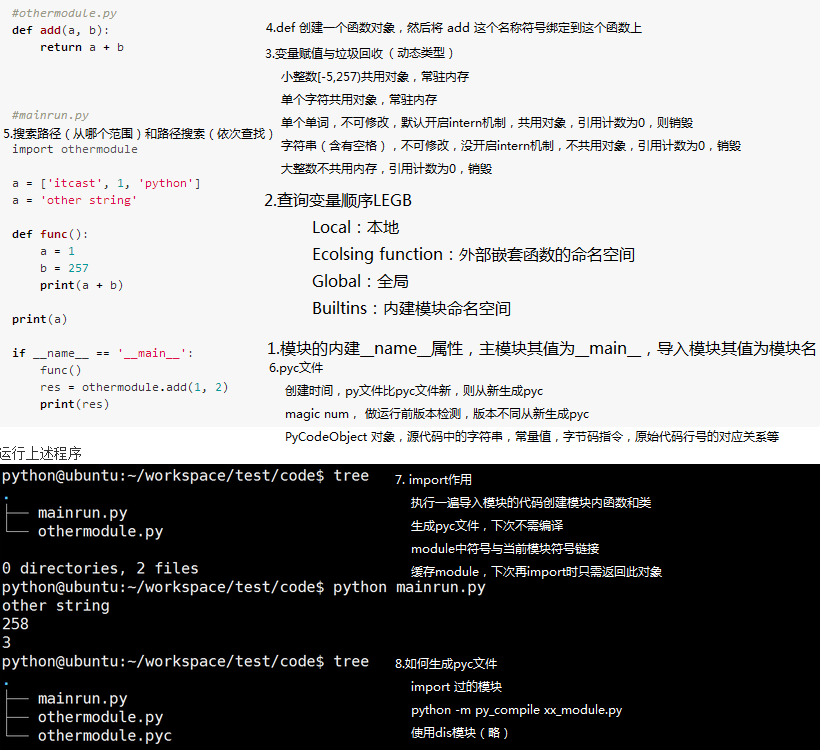 #othermodule.py
def add(a, b):
    return a + b
4.def 创建一个函数对象，然后将 add 这个名称符号绑定到这个函数上
3.变量赋值与垃圾回收（动态类型）
小整数[-5,257)共用对象，常驻内存
单个字符共用对象，常驻内存
单个单词，不可修改，默认开启intern机制，共用对象，引用计数为0，则销毁
字符串（含有空格），不可修改，没开启intern机制，不共用对象，引用计数为0，销毁
大整数不共用内存，引用计数为0，销毁
#mainrun.py
5.搜索路径（从哪个范围）和路径搜索（依次查找）
import othermodule
a = ['itcast', 1, 'python']
a = 'other string'
def func():
    a = 1
    b = 257
    print(a + b)
print(a)
if __name__ == '__main__':
    func()
    res = othermodule.add(1, 2)
    print(res)
2.查询变量顺序LEGB
Local：本地
Ecolsing function：外部嵌套函数的命名空间
Global：全局
Builtins：内建模块命名空间
1.模块的内建__name__属性，主模块其值为__main__，导入模块其值为模块名
6.pyc文件
创建时间，py文件比pyc文件新，则从新生成pyc
magic num， 做运行前版本检测，版本不同从新生成pyc
PyCodeObject 对象，源代码中的字符串，常量值，字节码指令，原始代码行号的对应关系等
运行上述程序
python@ubuntu:~/workspace/test/code$ tree
.
├── mainrun.py
└── othermodule.py
0 directories, 2 files
python@ubuntu:~/workspace/test/code$ python mainrun.py
other string
258
3
python@ubuntu:~/workspace/test/code$ tree
.
├── mainrun.py
├── othermodule.py
└── othermodule.pyc
7. import作用
执行一遍导入模块的代码创建模块内函数和类
生成pyc文件，下次不需编译
module中符号与当前模块符号链接
缓存module，下次再import时只需返回此对象
8.如何生成pyc文件
import 过的模块
python -m py_compile xx_module.py
使用dis模块（略）